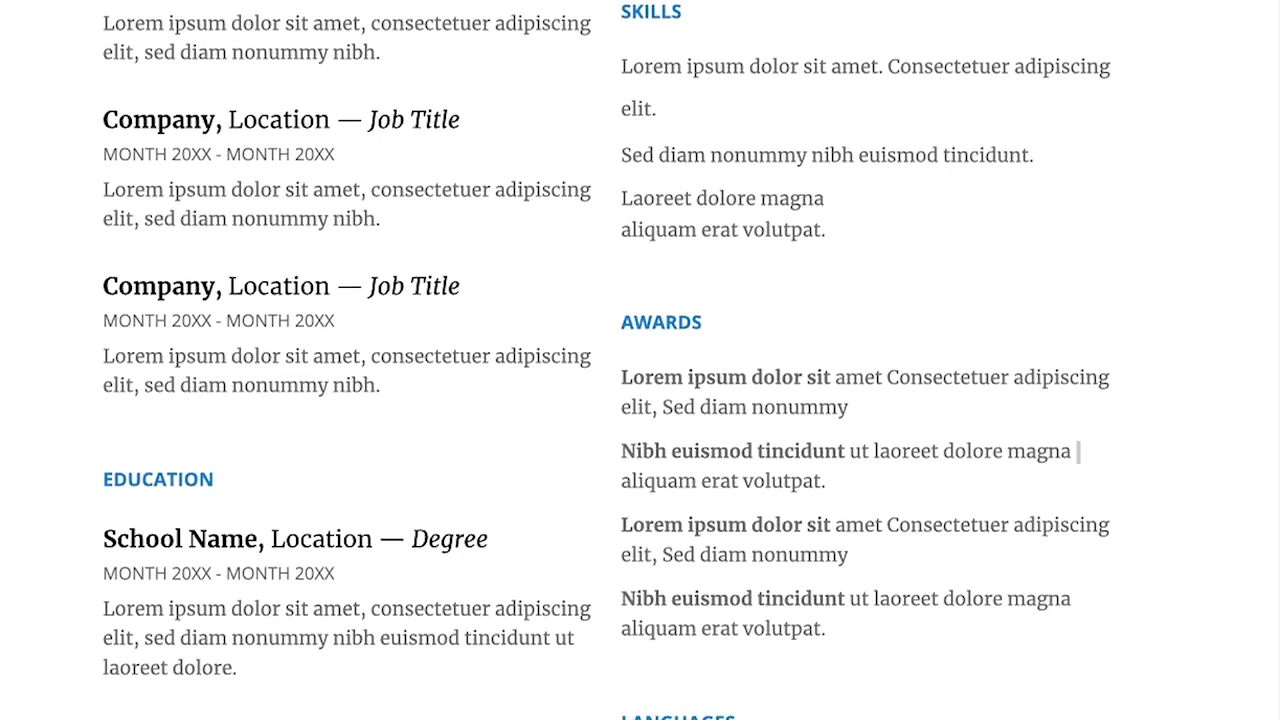 Lorem ipsum dolor sit amet, consectetuer adipiscing
elit, sed diam nonummy nibh.
Company, Location — Job Title
MONTH 20XX - MONTH 20XX
Lorem ipsum dolor sit amet, consectetuer adipiscing
elit, sed diam nonummy nibh.
Company, Location — Job Title
MONTH 20XX - MONTH 20XX
Lorem ipsum dolor sit amet, consectetuer adipiscing
elit, sed diam nonummy nibh.
EDUCATION
School Name, Location — Degree
MONTH 20XX - MONTH 20XX
Lorem ipsum dolor sit amet, consectetuer adipiscing
elit, sed diam nonummy nibh euismod tincidunt ut
laoreet dolore.
SKILLS
Lorem ipsum dolor sit amet. Consectetuer adipiscing
elit.
Sed diam nonummy nibh euismod tincidunt.
Laoreet dolore magna
aliquam erat volutpat.
AWARDS
Lorem ipsum dolor sit amet Consectetuer adipiscing
elit, Sed diam nonummy
Nibh euismod tincidunt ut laoreet dolore magna
aliquam erat volutpat.
Lorem ipsum dolor sit amet Consectetuer adipiscing
elit, Sed diam nonummy
Nibh euismod tincidunt ut laoreet dolore magna
aliquam erat volutpat.
LANGUAGES